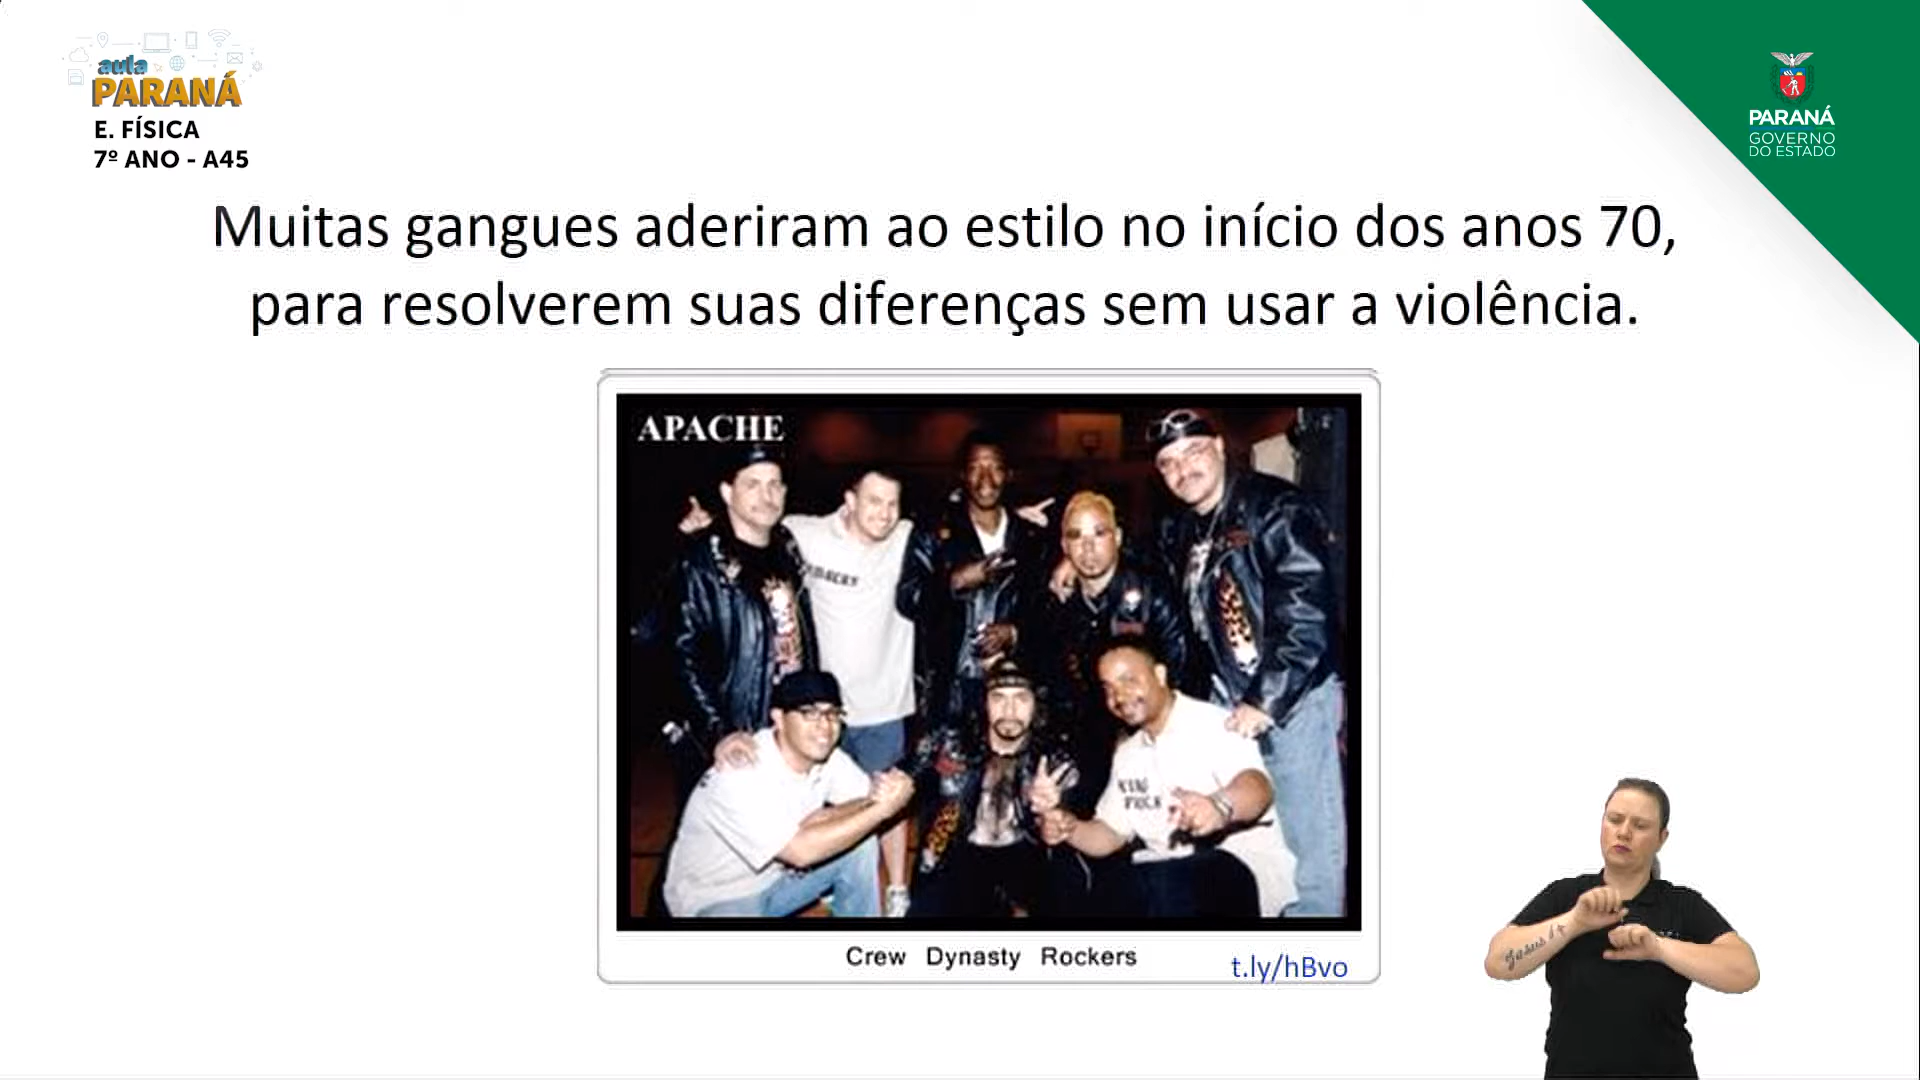 aula
PARANÁ
E. FÍSICA
7º ANO - A45
PARANÁ
GOVERNO
DO ESTADO
Muitas gangues aderiram ao estilo no início dos anos 70,
para resolverem suas diferenças sem usar a violência.
APACHE
Crew Dynasty Rockers
t.ly/hBvo